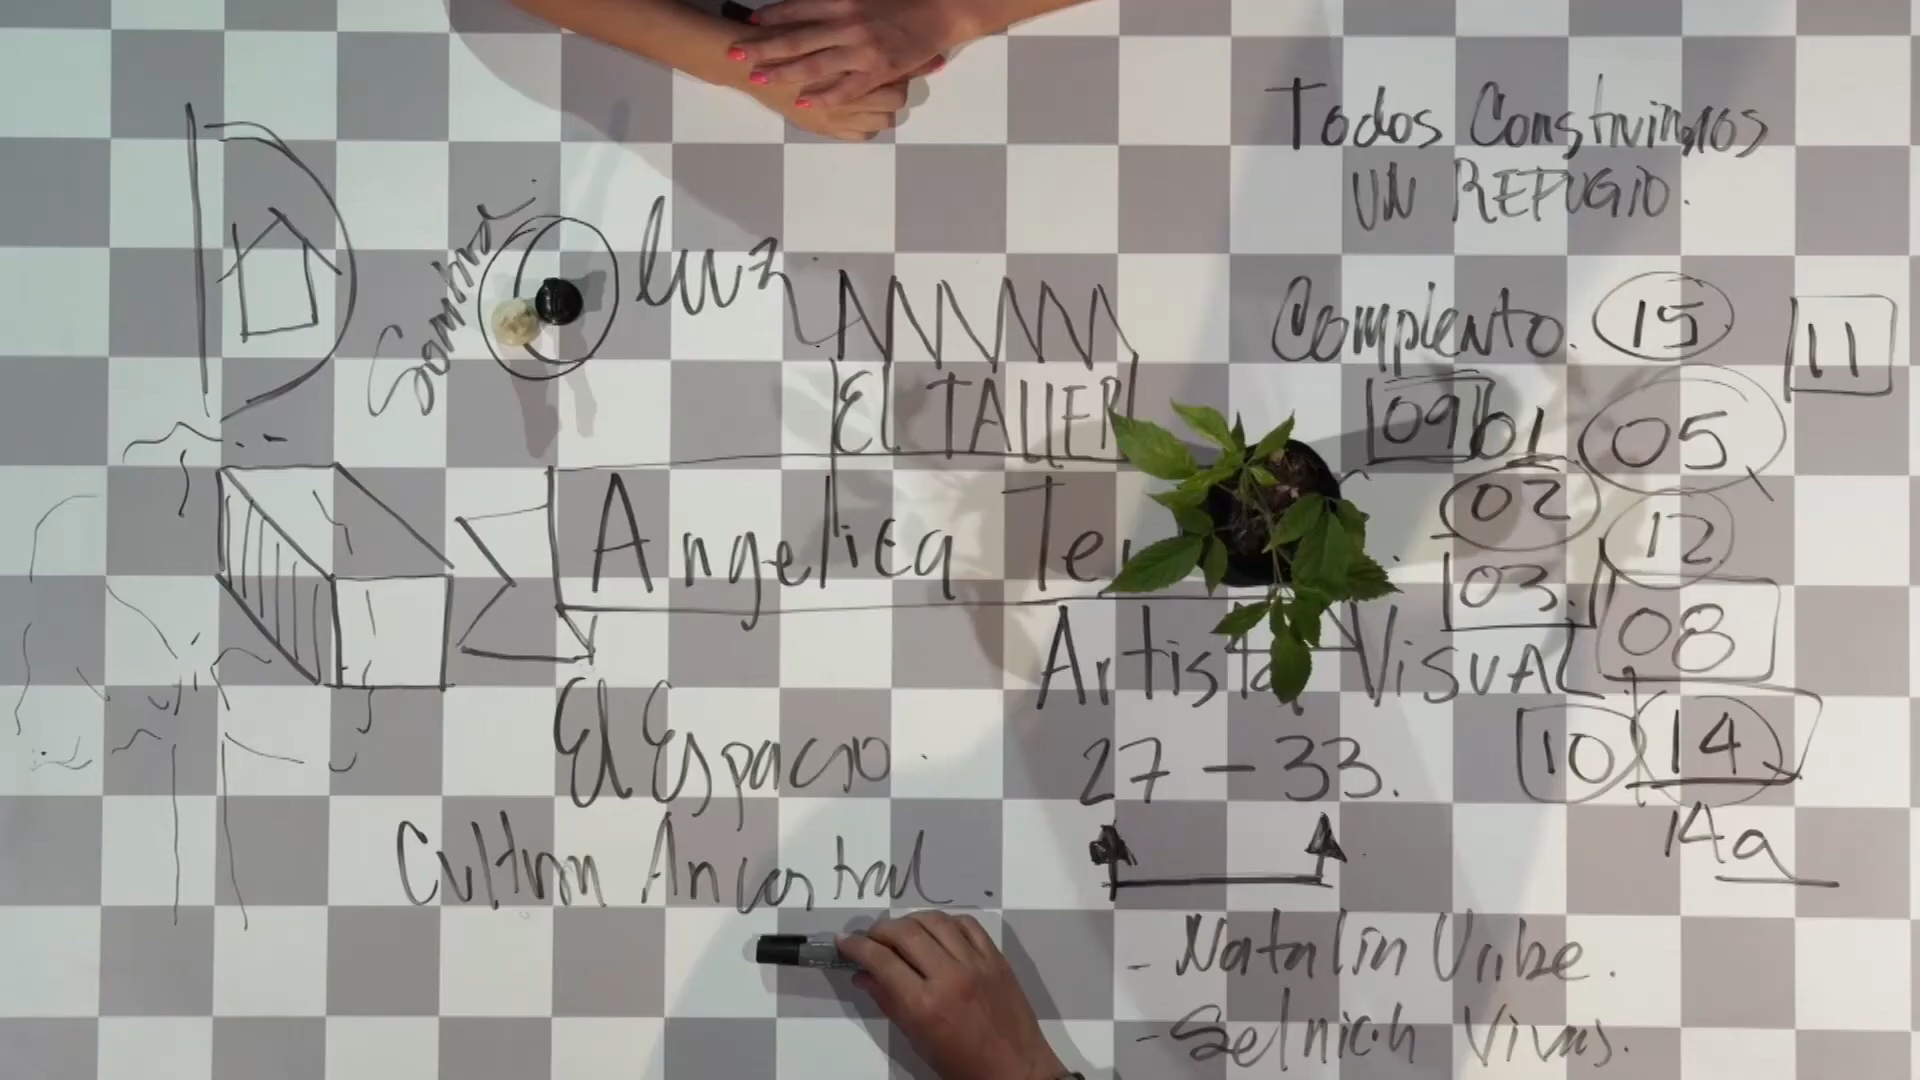 Todos Construimos
UN REFUGIO.
Sombra.
luz.
EL TALLER
Complento. 15
11
09 01 05
02 12
03. 08
Angelica Te
Artista Visual
10 14
14a
El Espacio.
27 - 33.
Cultura Ancestral.
- Natalia Uribe.
- Selnich Vivas.